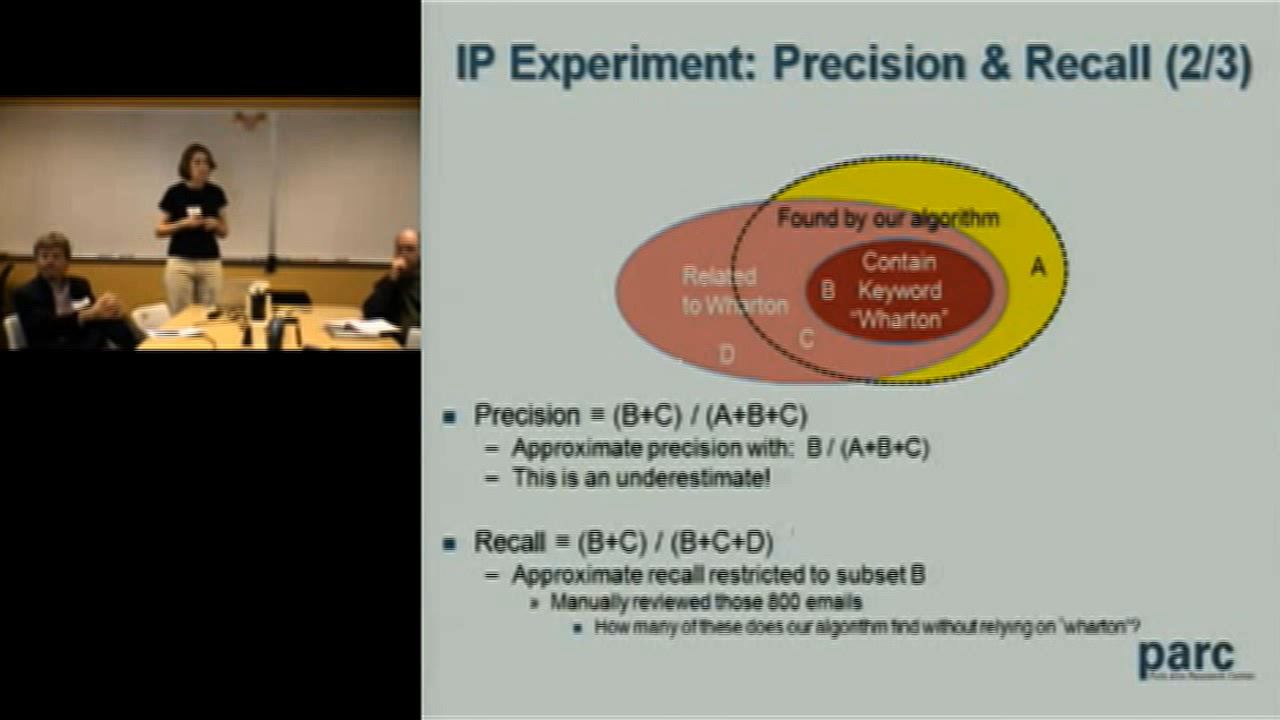 IP Experiment: Precision & Recall (2/3)
Found by our algorithm
Contain
Keyword
"Wharton"
A
B
Related
to Wharton
C
D
Precision ≡ (B+C) / (A+B+C)
– Approximate precision with: B / (A+B+C)
– This is an underestimate!
Recall ≡ (B+C) / (B+C+D)
– Approximate recall restricted to subset B
» Manually reviewed those 800 emails
How many of these does our algorithm find without relying on "wharton"?
parc